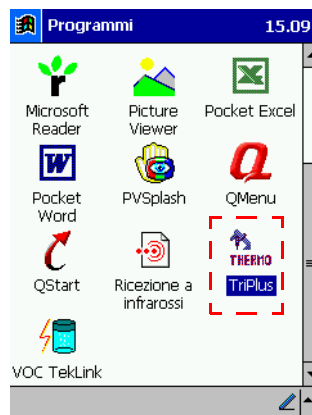 Programmi 15.09
Microsoft Reader
Picture Viewer
Pocket Excel
Pocket Word
PVSplash
QMenu
QStart
Ricezione a infrarossi
THERMO
TriPlus
VOC TekLink